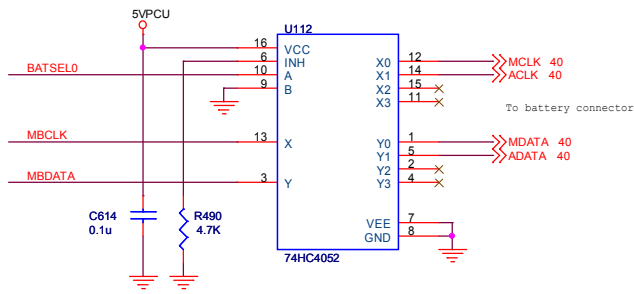 5VPCU
U112
16 VCC X0 12 MCLK 40
6 INH X1 14 ACLK 40
BATSEL0 10 A X2 15
9 B X3 11
To battery connector
MBCLK 13 X Y0 1 MDATA 40
Y1 5 ADATA 40
Y2 2
MBDATA 3 Y Y3 4
C614 R490 VEE 7
0.1u 4.7K GND 8
74HC4052